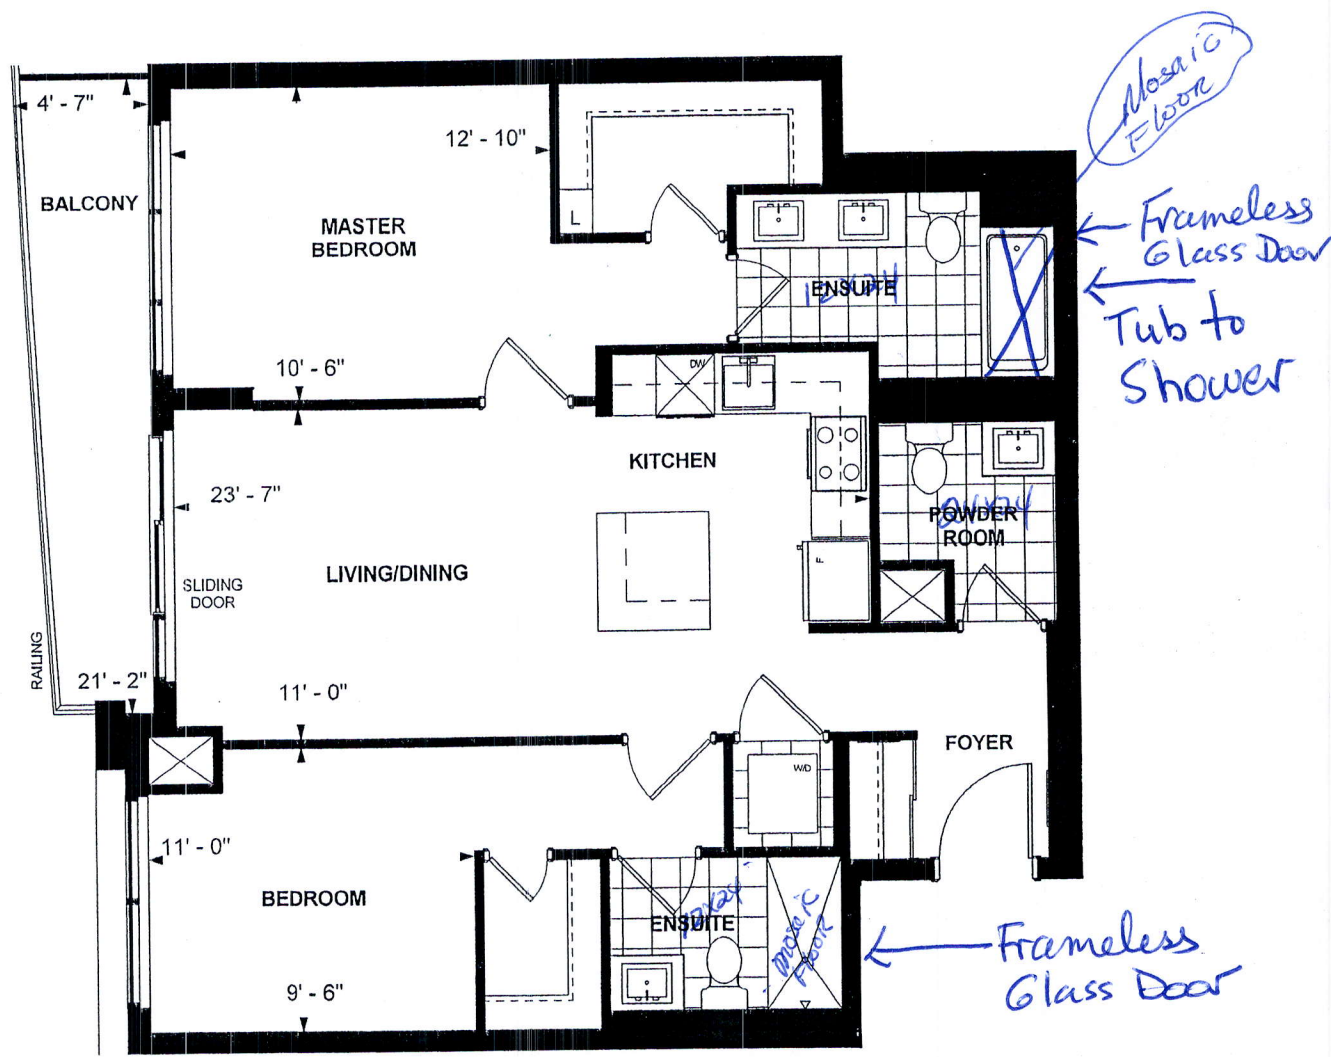 Mosaic
Floor
4' - 7"
12' - 10"
BALCONY
MASTER
BEDROOM
L
Frameless
Glass Door
ENSUITE
12X24
Tub to
Shower
10' - 6"
DW
KITCHEN
23' - 7"
POWDER
ROOM
24X24
LIVING/DINING
F
SLIDING
DOOR
RAILING
21' - 2"
11' - 0"
FOYER
W/D
11' - 0"
BEDROOM
ENSUITE
12X24
mosaic
Floor
Frameless
Glass Door
9' - 6"